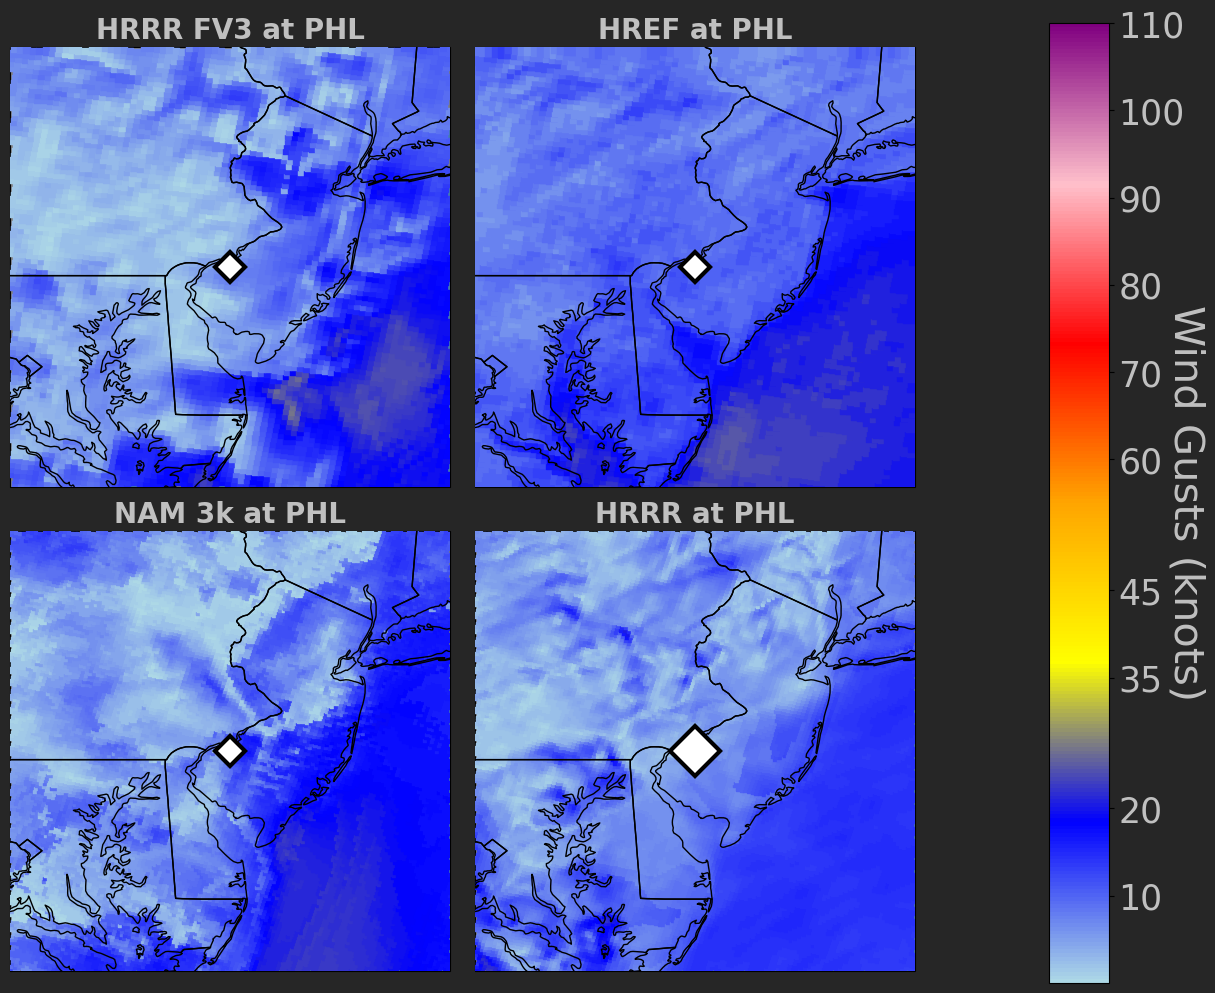 HRRR FV3 at PHL
HREF at PHL
NAM 3k at PHL
HRRR at PHL
110
100
90
80
70
60
45
35
20
10
Wind Gusts (knots)